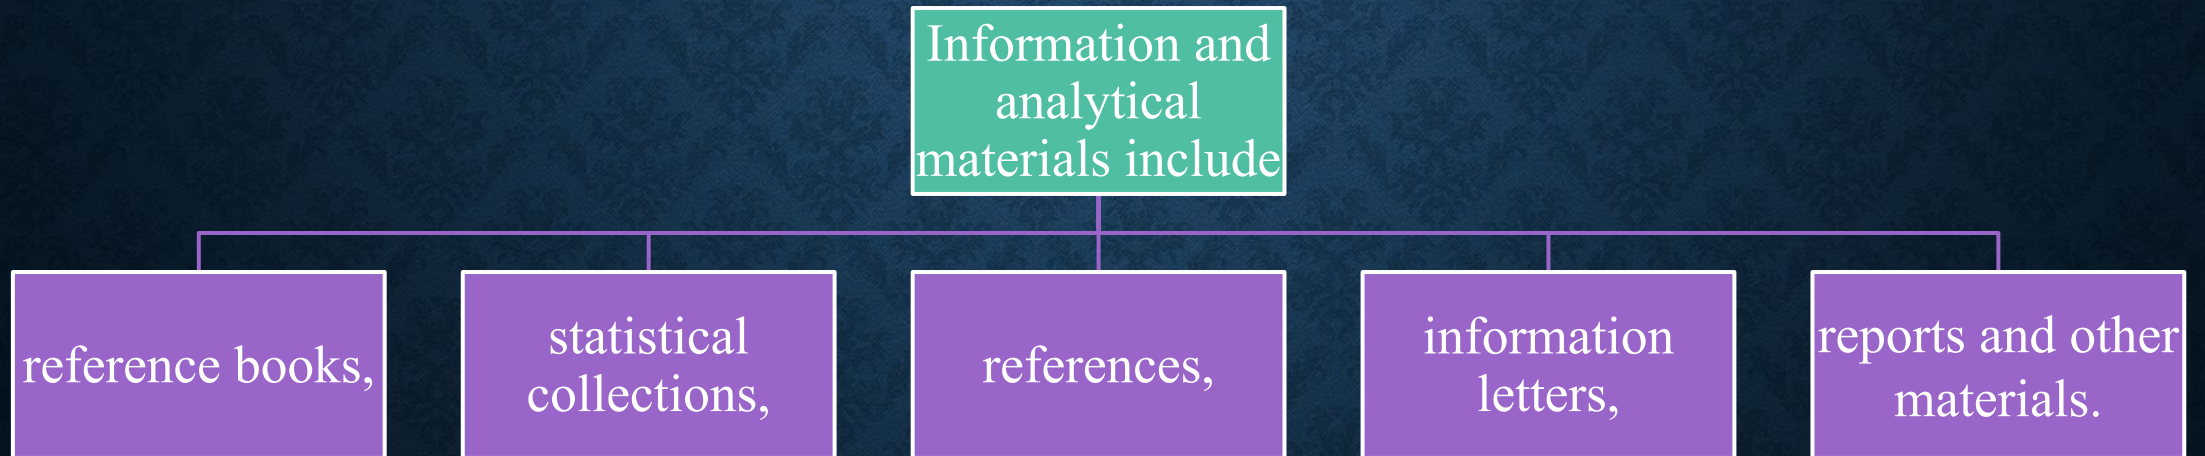 Information and
analytical
materials include
reference books,
statistical
collections,
references,
information
letters,
reports and other
materials.